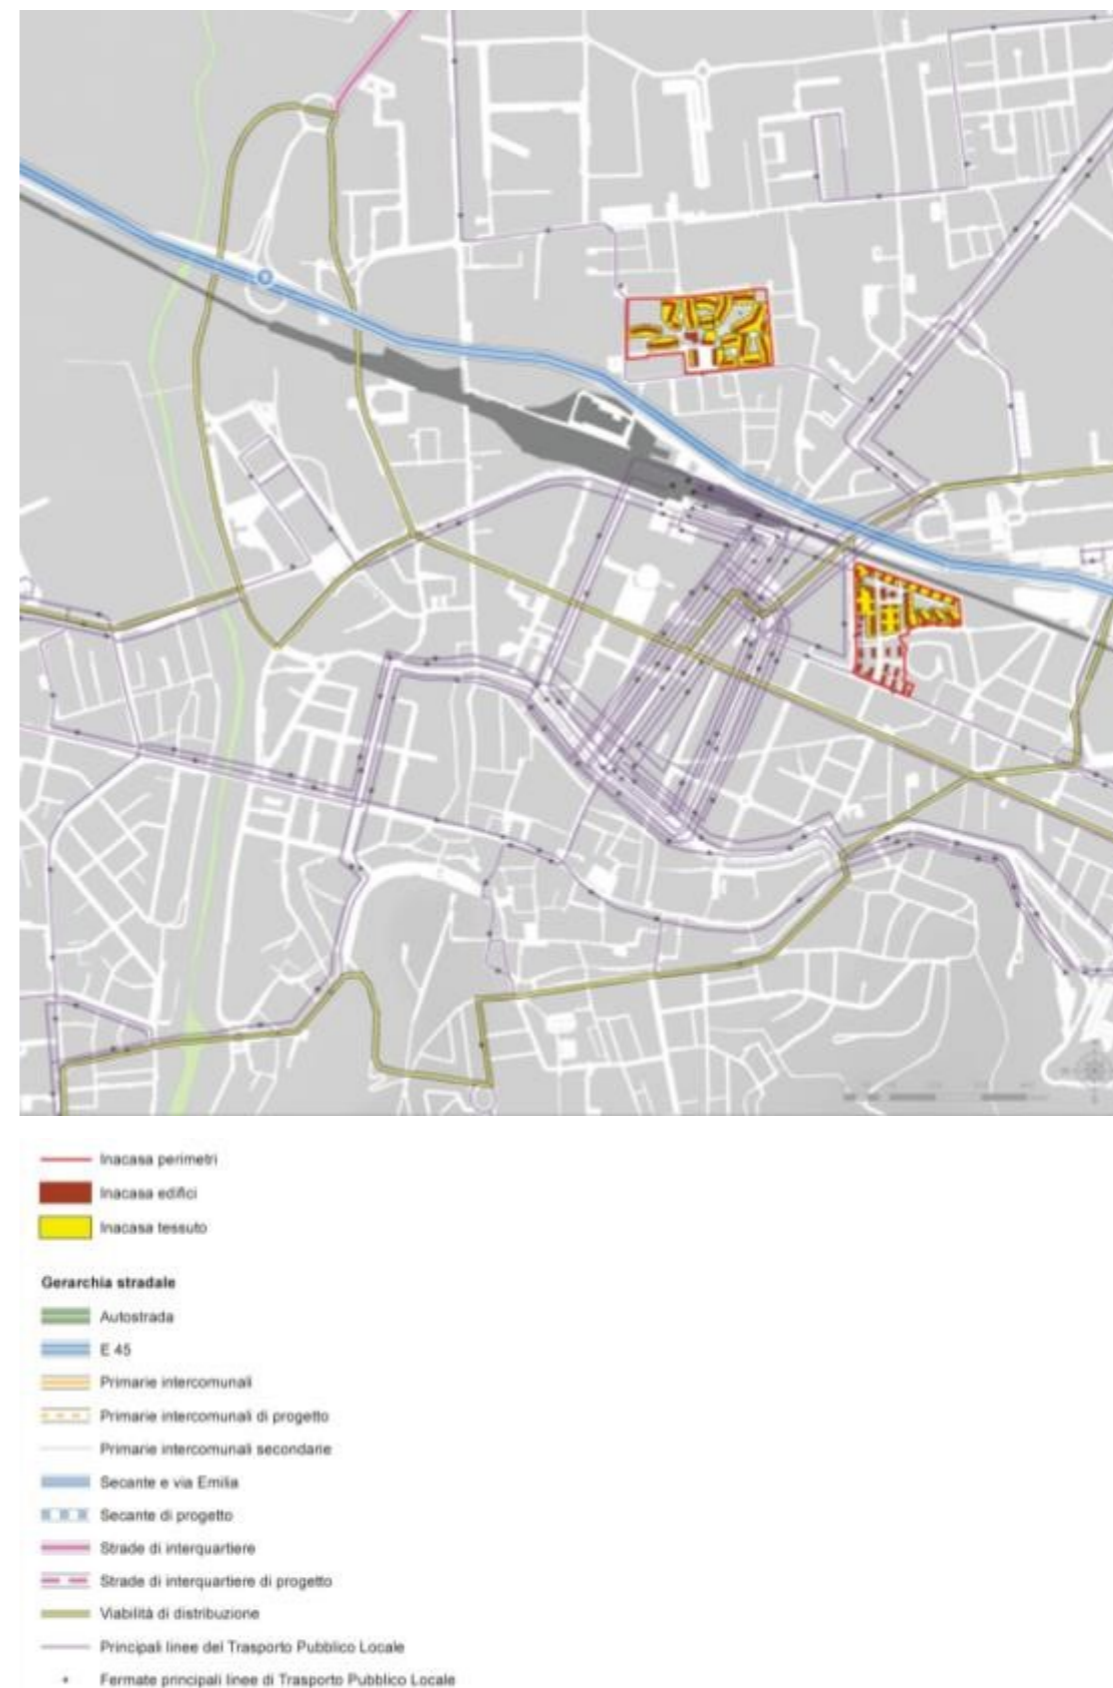 Inacasa perimetri
Inacasa edifici
Inacasa tessuto
Gerarchia stradale
Autostrada
E 45
Primarie intercomunali
Primarie intercomunali di progetto
Primarie intercomunali secondarie
Secante e via Emilia
Secante di progetto
Strade di interquartiere
Strade di interquartiere di progetto
Viabilità di distribuzione
Principali linee del Trasporto Pubblico Locale
Fermate principali linee di Trasporto Pubblico Locale